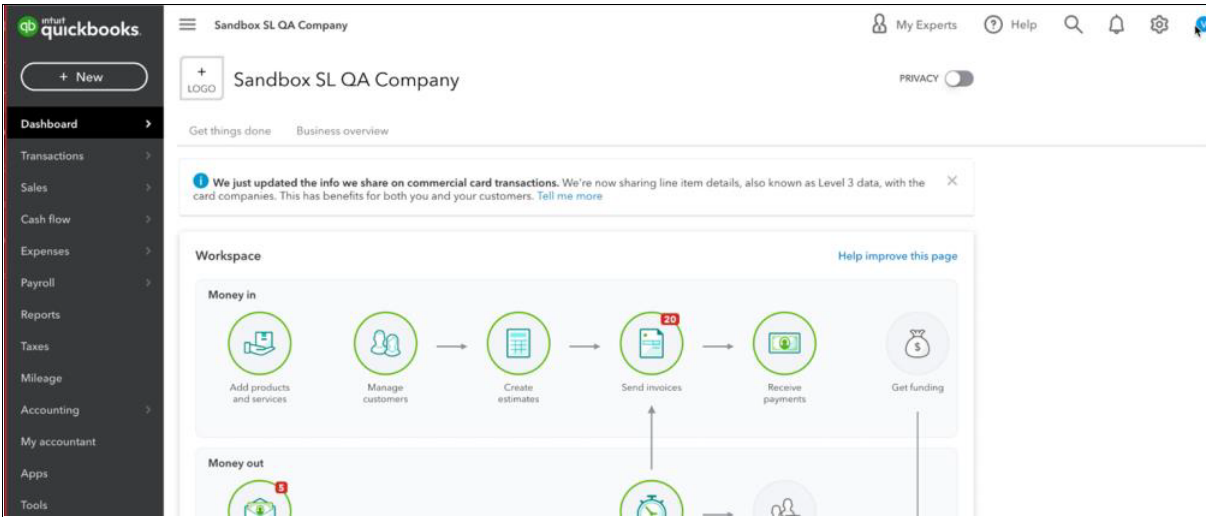 intuit
qb quickbooks.
Sandbox SL QA Company
My Experts
? Help
+ New
+
LOGO
Sandbox SL QA Company
PRIVACY
Dashboard
Transactions
Sales
Cash flow
Expenses
Payroll
Reports
Taxes
Mileage
Accounting
My accountant
Apps
Tools
Get things done
Business overview
i We just updated the info we share on commercial card transactions. We're now sharing line item details, also known as Level 3 data, with the
card companies. This has benefits for both you and your customers. Tell me more
Workspace
Help improve this page
Money in
20
$
Add products
and services
Manage
customers
Create
estimates
Send invoices
Receive
payments
Get funding
Money out
5